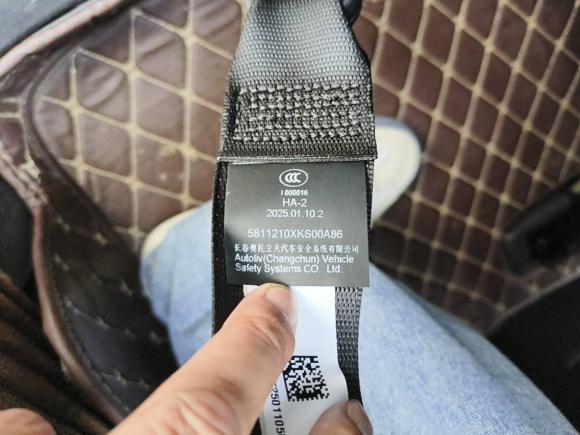 CCC
I 000016
HA-2
2025.01.10.2
5811210XKS00A86
长春奥托立夫汽车安全系统有限公司
Autoliv(Changchun) Vehicle
Safety Systems CO., Ltd.